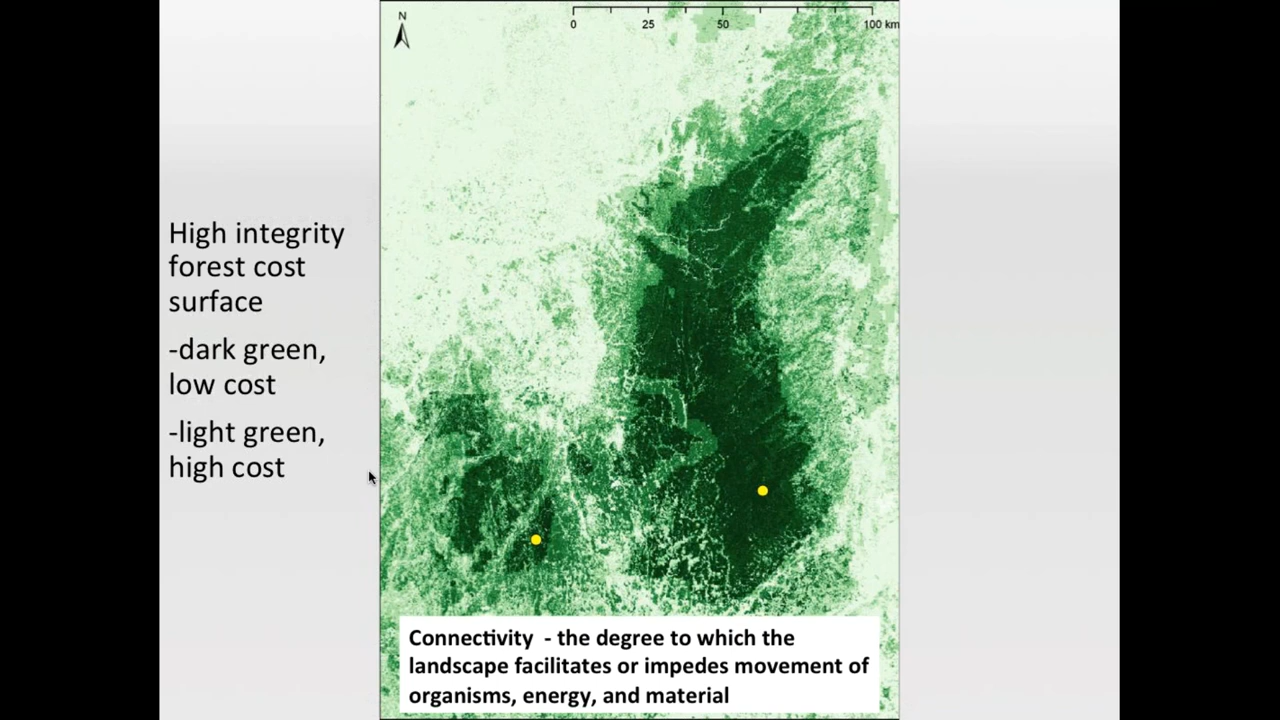 N
0 25 50 100 km
High integrity
forest cost
surface
-dark green,
low cost
-light green,
high cost
Connectivity - the degree to which the
landscape facilitates or impedes movement of
organisms, energy, and material